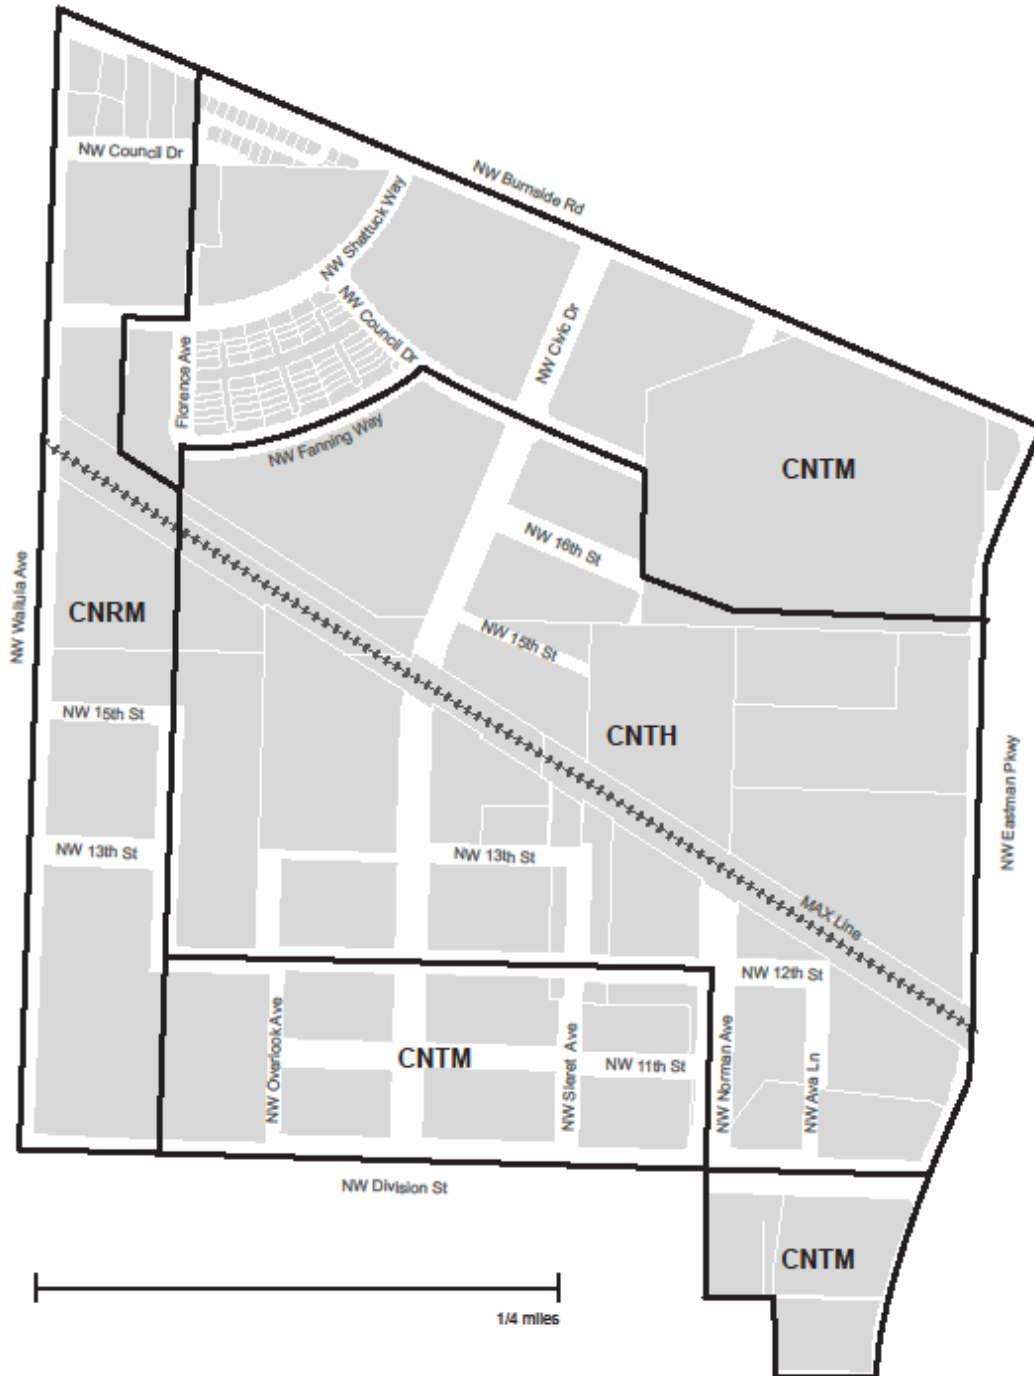 NW Council Dr
NW Burnside Rd
NW Shattuck Way
NW Council Dr
NW Civic Dr
Florence Ave
NW Fanning Way
CNTM
NW 16th St
NW Wallula Ave
CNRM
NW 15th St
NW 15th St
CNTH
NW Eastman Pkwy
NW 13th St
NW 13th St
MAX Line
NW 12th St
NW Overlook Ave
CNTM
NW Sleret Ave
NW 11th St
NW Norman Ave
NW Ava Ln
NW Division St
CNTM
1/4 miles